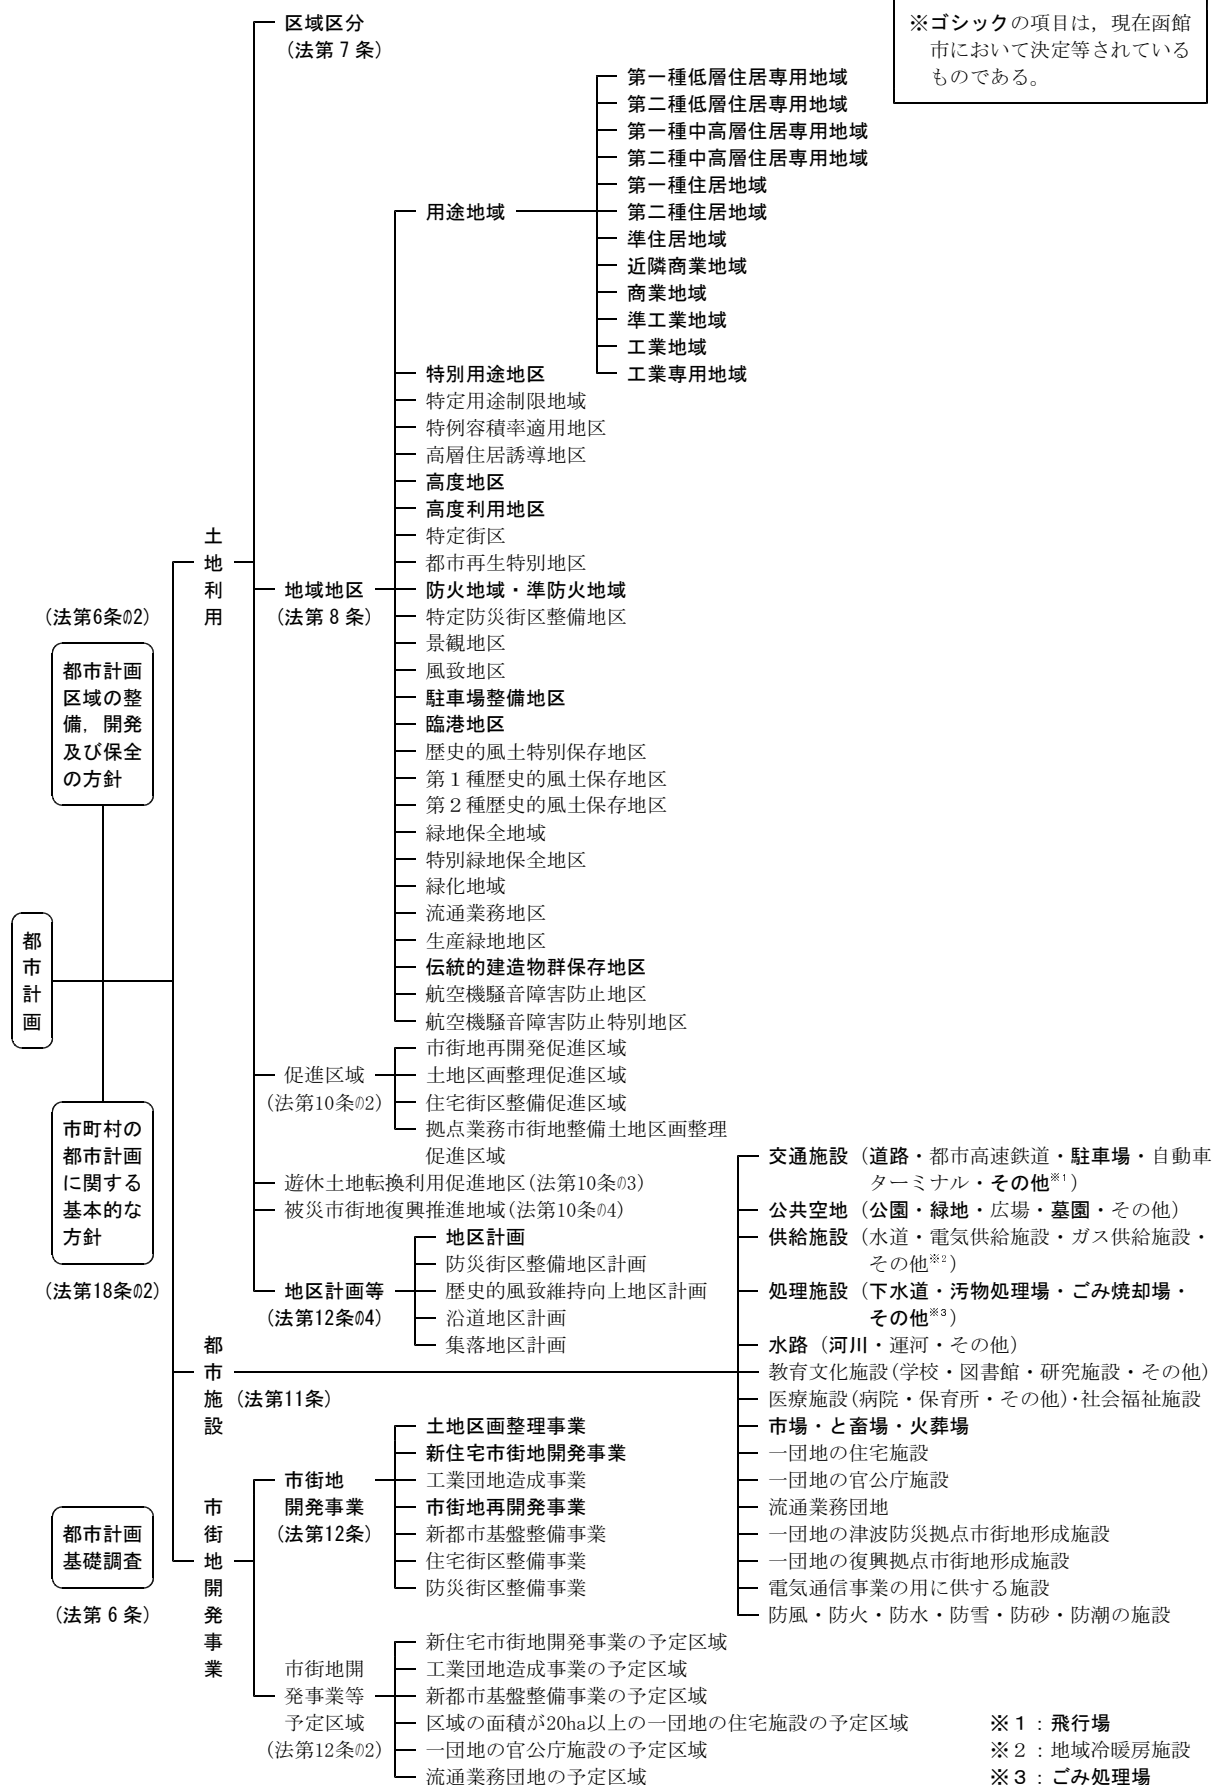 ※ゴシックの項目は，現在函館
市において決定等されている
ものである。
区域区分
(法第７条)
第一種低層住居専用地域
第二種低層住居専用地域
第一種中高層住居専用地域
第二種中高層住居専用地域
第一種住居地域
第二種住居地域
準住居地域
近隣商業地域
商業地域
準工業地域
工業地域
工業専用地域
用途地域
特別用途地区
特定用途制限地域
特例容積率適用地区
高層住居誘導地区
高度地区
高度利用地区
特定街区
都市再生特別地区
防火地域・準防火地域
特定防災街区整備地区
景観地区
風致地区
駐車場整備地区
臨港地区
歴史的風土特別保存地区
第１種歴史的風土保存地区
第２種歴史的風土保存地区
緑地保全地域
特別緑地保全地区
緑化地域
流通業務地区
生産緑地地区
伝統的建造物群保存地区
航空機騒音障害防止地区
航空機騒音障害防止特別地区
土地利用
地域地区
(法第８条)
(法第6条の2)
都市計画
区域の整
備，開発
及び保全
の方針
都市計画
市町村の
都市計画
に関する
基本的な
方針
(法第18条の2)
都市計画
基礎調査
(法第６条)
促進区域
(法第10条の2)
市街地再開発促進区域
土地区画整理促進区域
住宅街区整備促進区域
拠点業務市街地整備土地区画整理
促進区域
遊休土地転換利用促進地区(法第10条の3)
被災市街地復興推進地域(法第10条の4)
地区計画等
(法第12条の4)
地区計画
防災街区整備地区計画
歴史的風致維持向上地区計画
沿道地区計画
集落地区計画
都市施設
(法第11条)
交通施設（道路・都市高速鉄道・駐車場・自動車
ターミナル・その他※1）
公共空地（公園・緑地・広場・墓園・その他）
供給施設（水道・電気供給施設・ガス供給施設・
その他※2）
処理施設（下水道・汚物処理場・ごみ焼却場・
その他※3）
水路（河川・運河・その他）
教育文化施設(学校・図書館・研究施設・その他)
医療施設(病院・保育所・その他)・社会福祉施設
市場・と畜場・火葬場
一団地の住宅施設
一団地の官公庁施設
流通業務団地
一団地の津波防災拠点市街地形成施設
一団地の復興拠点市街地形成施設
電気通信事業の用に供する施設
防風・防火・防水・防雪・防砂・防潮の施設
市街地開発事業
市街地
開発事業
(法第12条)
土地区画整理事業
新住宅市街地開発事業
工業団地造成事業
市街地再開発事業
新都市基盤整備事業
住宅街区整備事業
防災街区整備事業
市街地開
発事業等
予定区域
(法第12条の2)
新住宅市街地開発事業の予定区域
工業団地造成事業の予定区域
新都市基盤整備事業の予定区域
区域の面積が20ha以上の一団地の住宅施設の予定区域
一団地の官公庁施設の予定区域
流通業務団地の予定区域
※１：飛行場
※２：地域冷暖房施設
※３：ごみ処理場